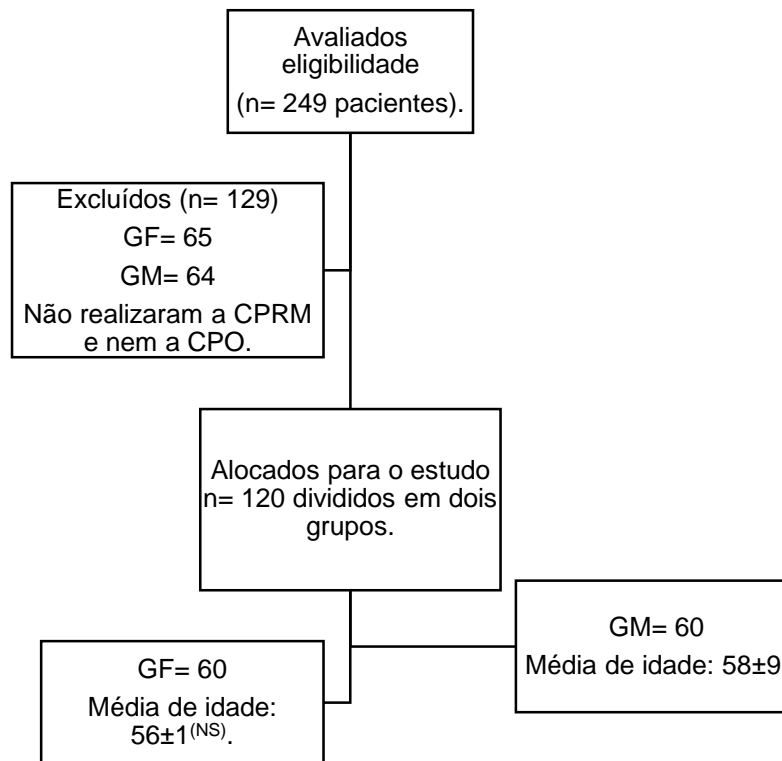 Avaliados
eligibilidade
(n= 249 pacientes).
Excluídos (n= 129)
GF= 65
GM= 64
Não realizaram a CPRM
e nem a CPO.
Alocados para o estudo
n= 120 divididos em dois
grupos.
GM= 60
Média de idade: 58±9
GF= 60
Média de idade:
56±1(NS).